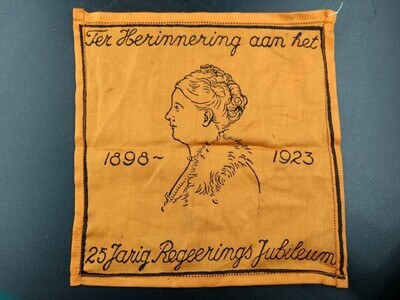 Ter Herinnering aan het
1898~ 1923
25 Jarig Regeerings Jubileum